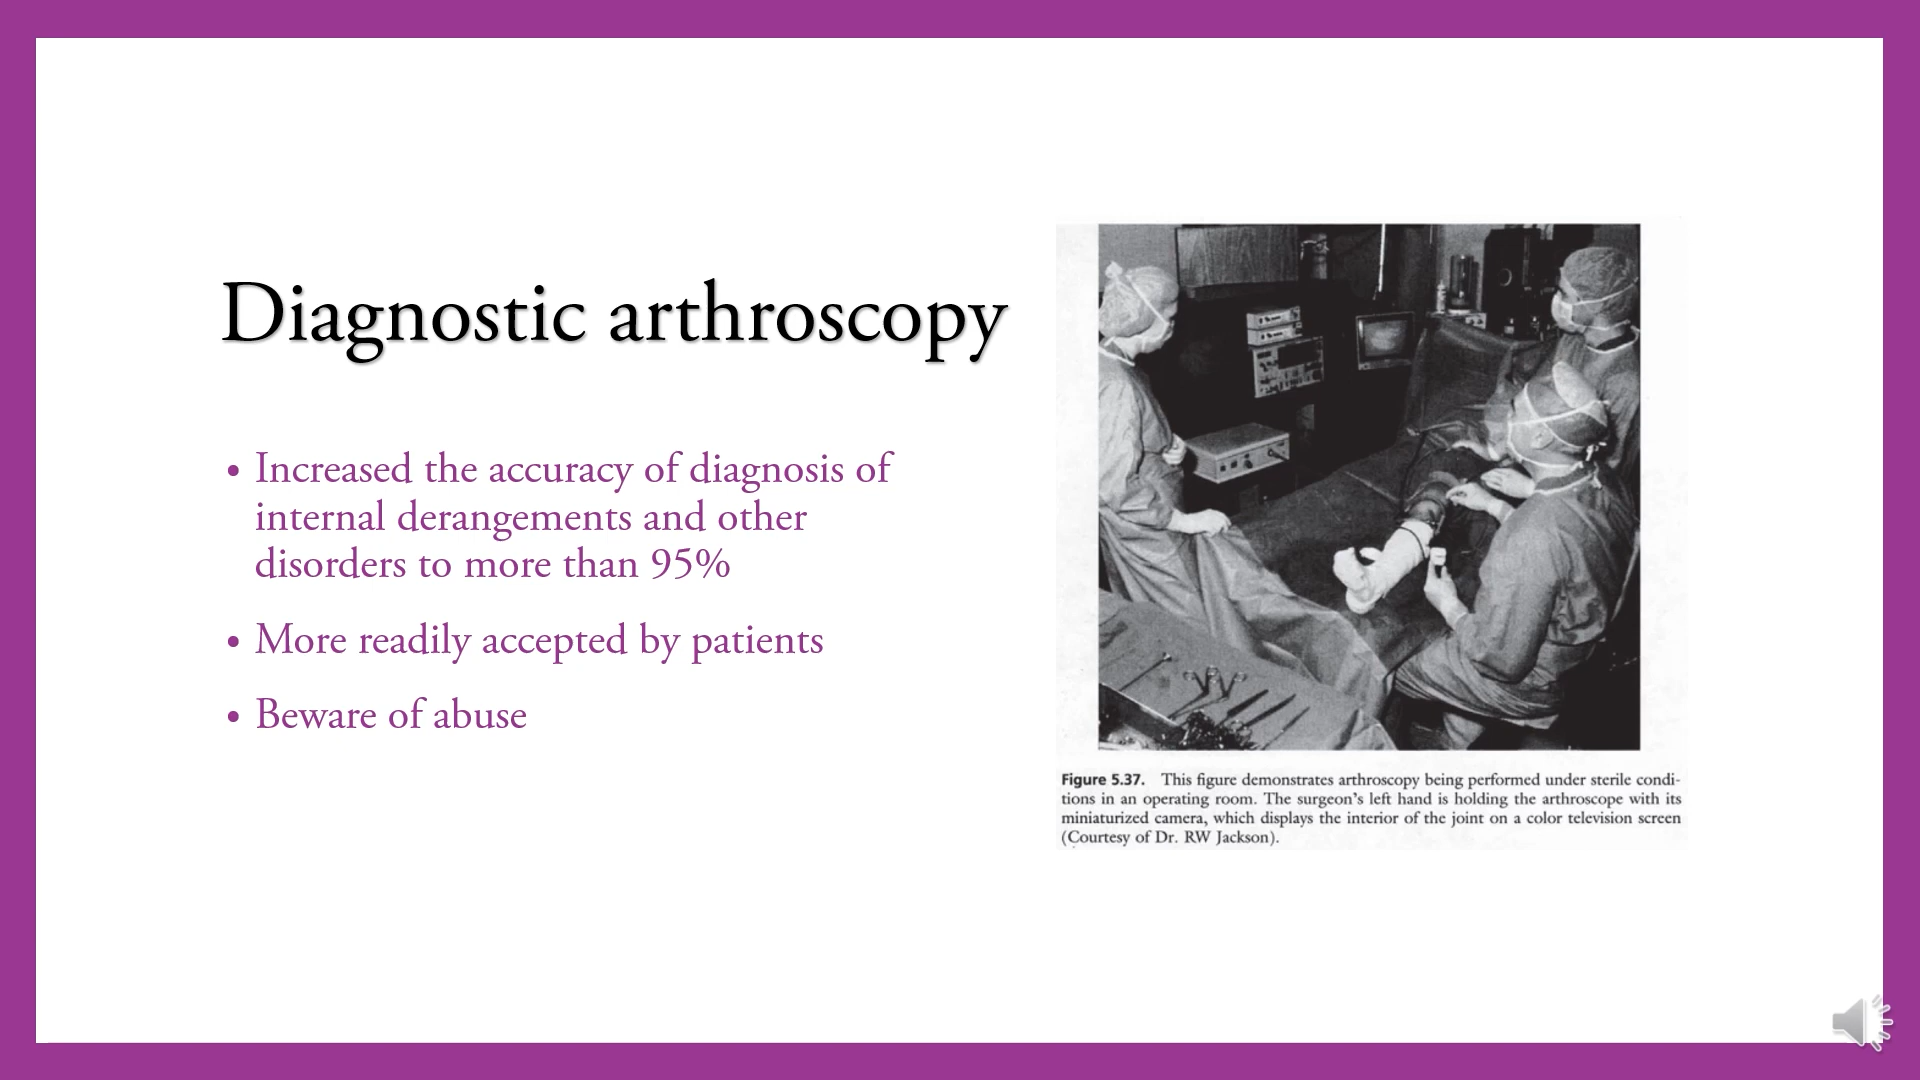 Diagnostic arthroscopy
• Increased the accuracy of diagnosis of
internal derangements and other
disorders to more than 95%
• More readily accepted by patients
• Beware of abuse
Figure 5.37. This figure demonstrates arthroscopy being performed under sterile condi-
tions in an operating room. The surgeon's left hand is holding the arthroscope with its
miniaturized camera, which displays the interior of the joint on a color television screen
(Courtesy of Dr. RW Jackson).